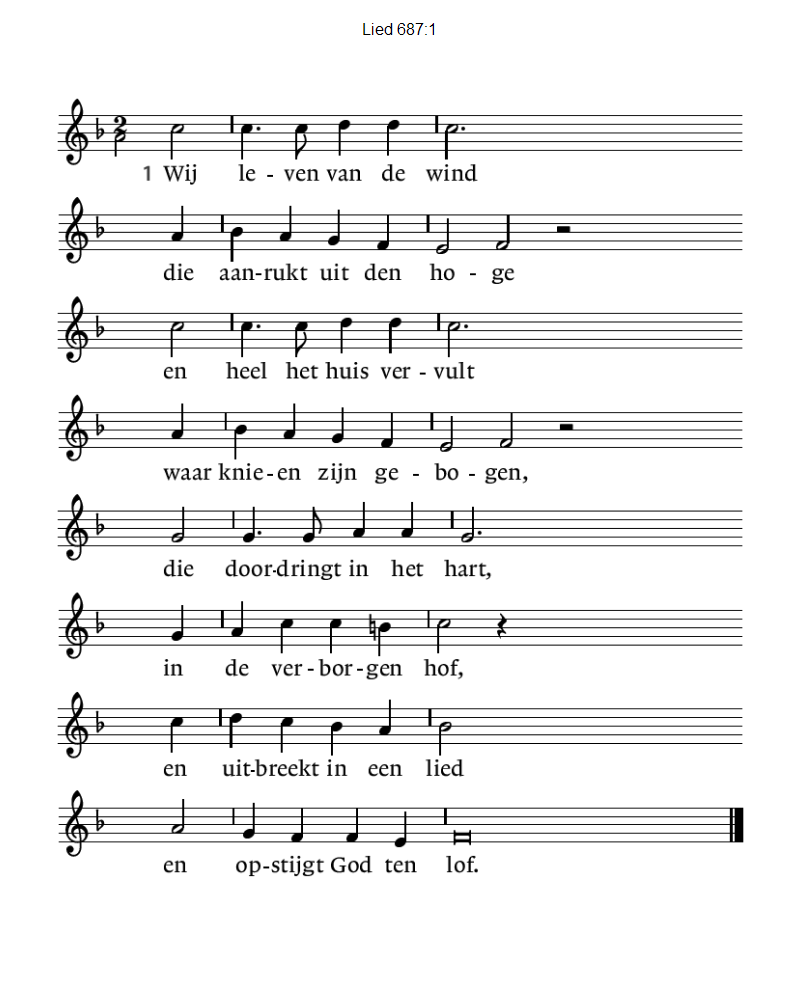 Lied 687:1
2
1 Wij le - ven van de wind
die aan-rukt uit den ho - ge
en heel het huis ver - vult
waar knie-en zijn ge - bo - gen,
die door-dringt in het hart,
in de ver-bor-gen hof,
en uit-breekt in een lied
en op-stijgt God ten lof.